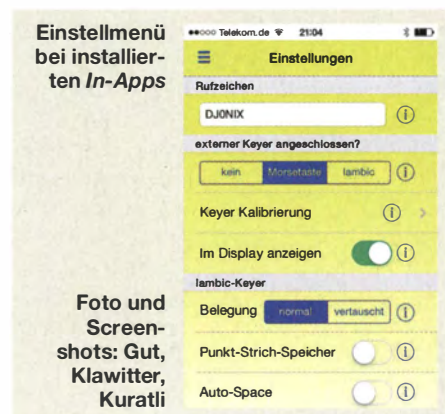 Einstellmenü
bei installier-
ten In-Apps
Telekom.de 21:04
Einstellungen
Rufzeichen
DJ0NIX
externer Keyer angeschlossen?
kein Morsetaste Iambic
Keyer Kalibrierung
Im Display anzeigen
Iambic-Keyer
Belegung normal vertauscht
Punkt-Strich-Speicher
Auto-Space
Foto und
Screen-
shots: Gut,
Klawitter,
Kuratli